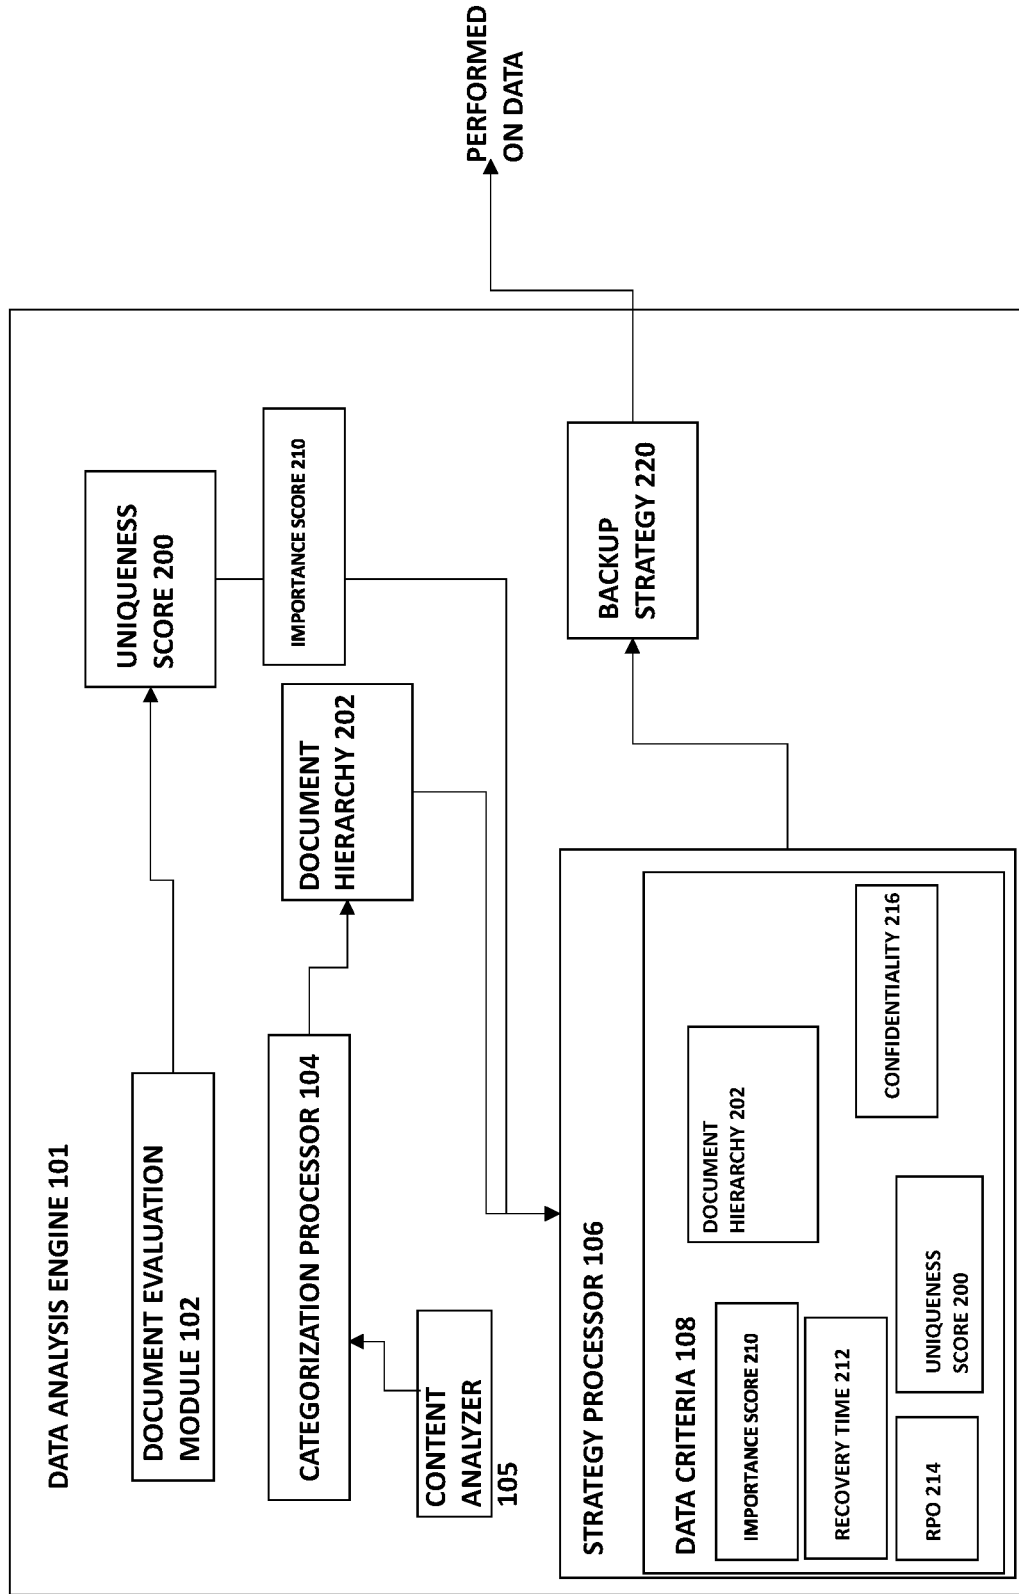 DATA ANALYSIS ENGINE 101
DOCUMENT EVALUATION
MODULE 102
UNIQUENESS
SCORE 200
IMPORTANCE SCORE 210
CATEGORIZATION PROCESSOR 104
DOCUMENT
HIERARCHY 202
CONTENT
ANALYZER
105
STRATEGY PROCESSOR 106
DATA CRITERIA 108
IMPORTANCE SCORE 210
DOCUMENT
HIERARCHY 202
RECOVERY TIME 212
RPO 214
UNIQUENESS
SCORE 200
CONFIDENTIALITY 216
BACKUP
STRATEGY 220
PERFORMED
ON DATA